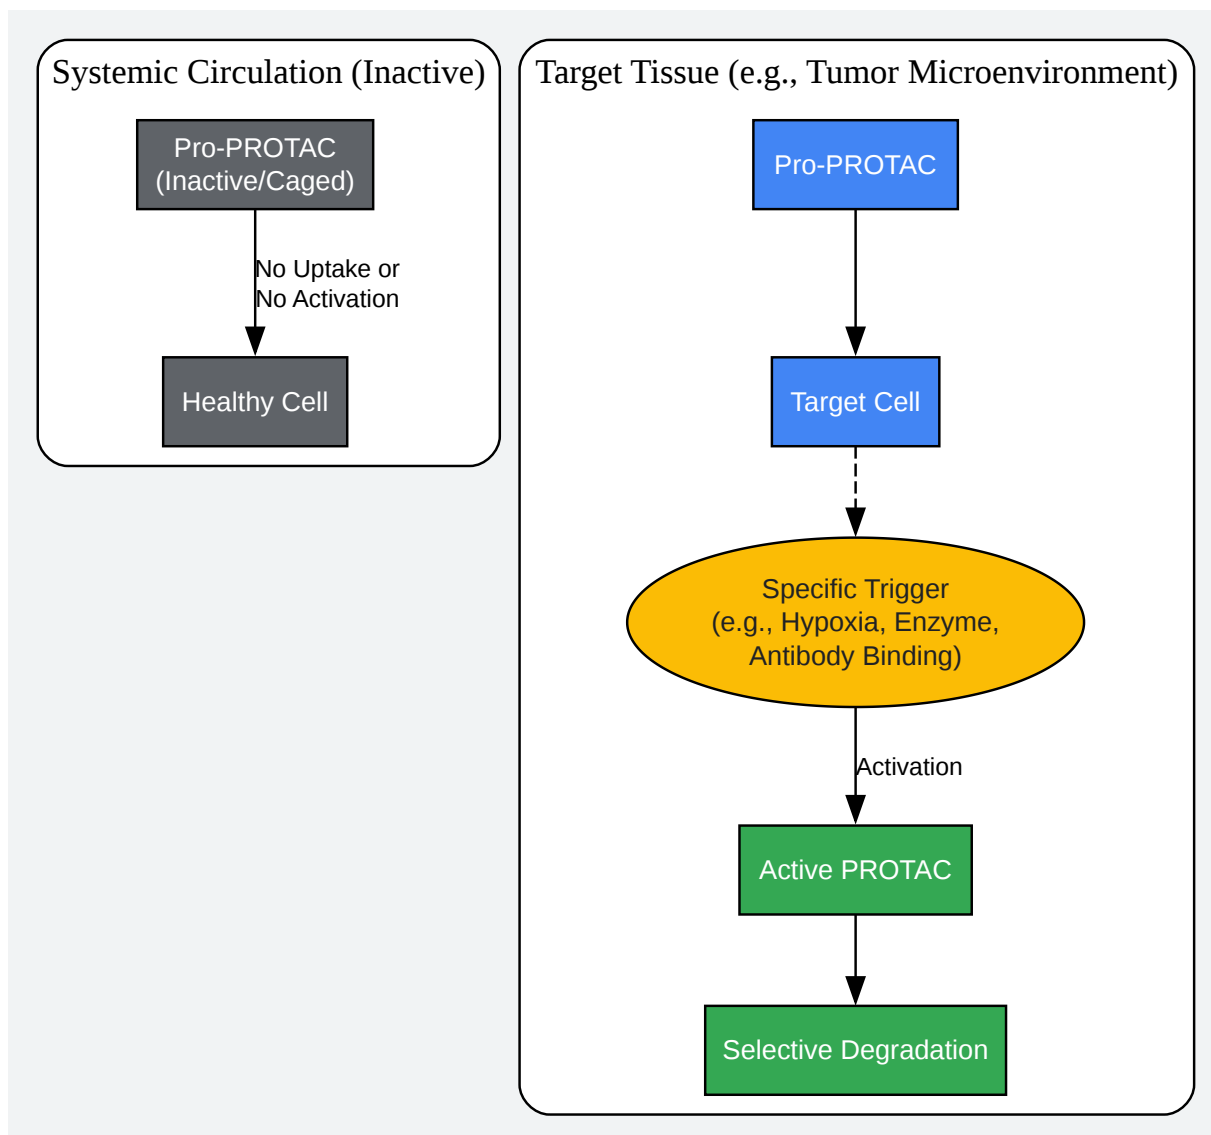 Systemic Circulation (Inactive)
Pro-PROTAC
(Inactive/Caged)
No Uptake or
No Activation
Healthy Cell
Target Tissue (e.g., Tumor Microenvironment)
Pro-PROTAC
Target Cell
Specific Trigger
(e.g., Hypoxia, Enzyme,
Antibody Binding)
Activation
Active PROTAC
Selective Degradation